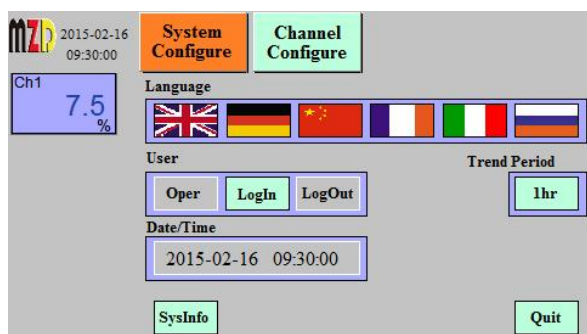 MZD 2015-02-16
09:30:00
System
Configure
Channel
Configure
Ch1
7.5
%
Language
User
Oper LogIn LogOut
Trend Period
1hr
Date/Time
2015-02-16 09:30:00
SysInfo
Quit